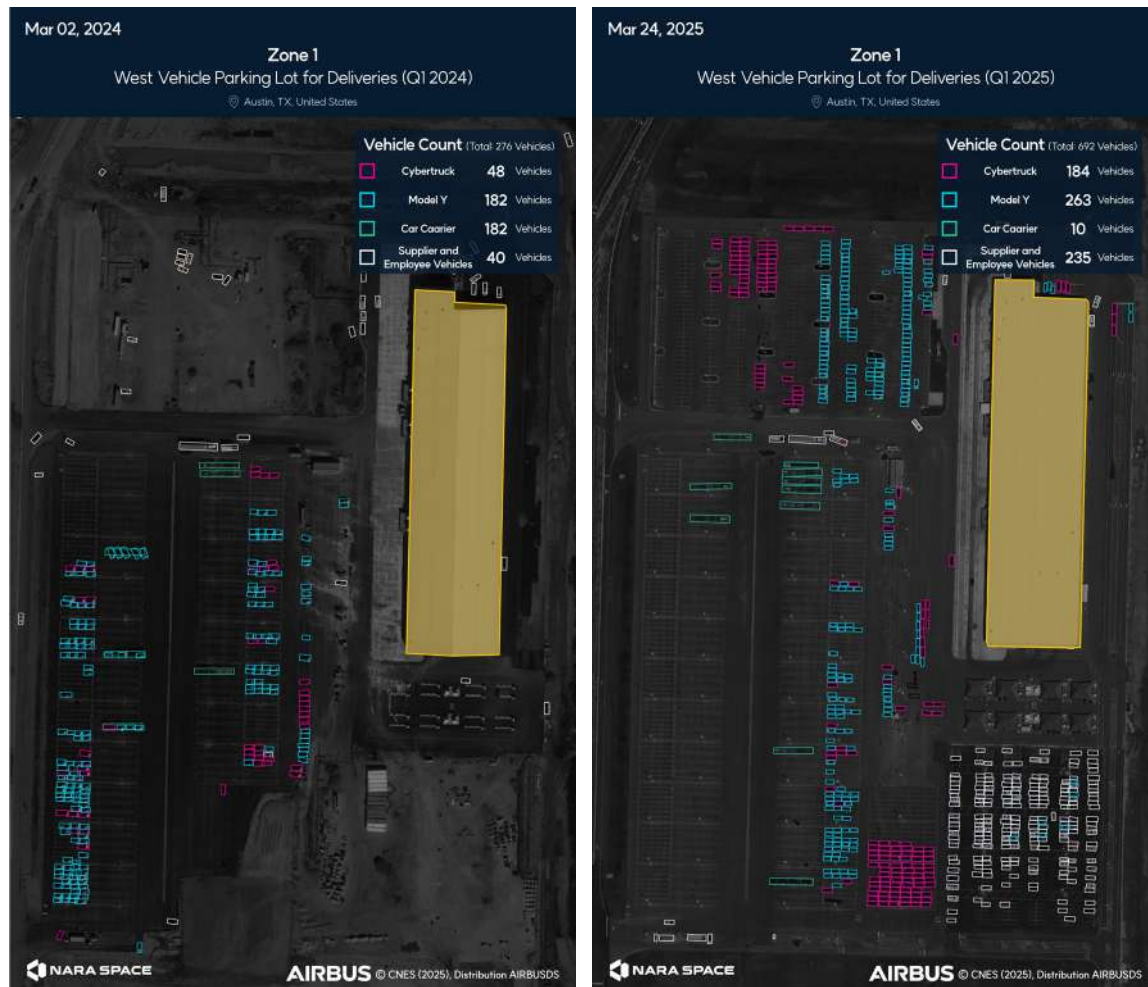 Mar 02, 2024
Zone 1
West Vehicle Parking Lot for Deliveries (Q1 2024)
Austin, TX, United States
Vehicle Count (Total: 276 Vehicles)
Cybertruck 48 Vehicles
Model Y 182 Vehicles
Car Caarier 182 Vehicles
Supplier and
Employee Vehicles 40 Vehicles
NARA SPACE
AIRBUS © CNES (2025), Distribution AIRBUSDS
Mar 24, 2025
Zone 1
West Vehicle Parking Lot for Deliveries (Q1 2025)
Austin, TX, United States
Vehicle Count (Total: 692 Vehicles)
Cybertruck 184 Vehicles
Model Y 263 Vehicles
Car Caarier 10 Vehicles
Supplier and
Employee Vehicles 235 Vehicles
NARA SPACE
AIRBUS © CNES (2025), Distribution AIRBUSDS